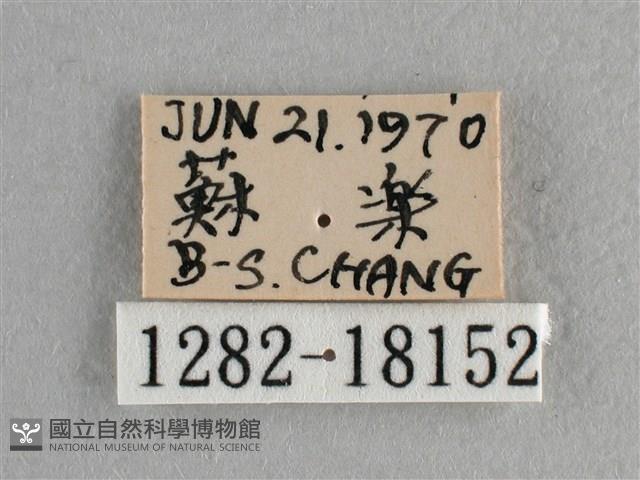 JUN 21.1970
蘇 楽
B-S. CHANG
1282-18152
國立自然科學博物館
NATIONAL MUSEUM OF NATURAL SCIENCE